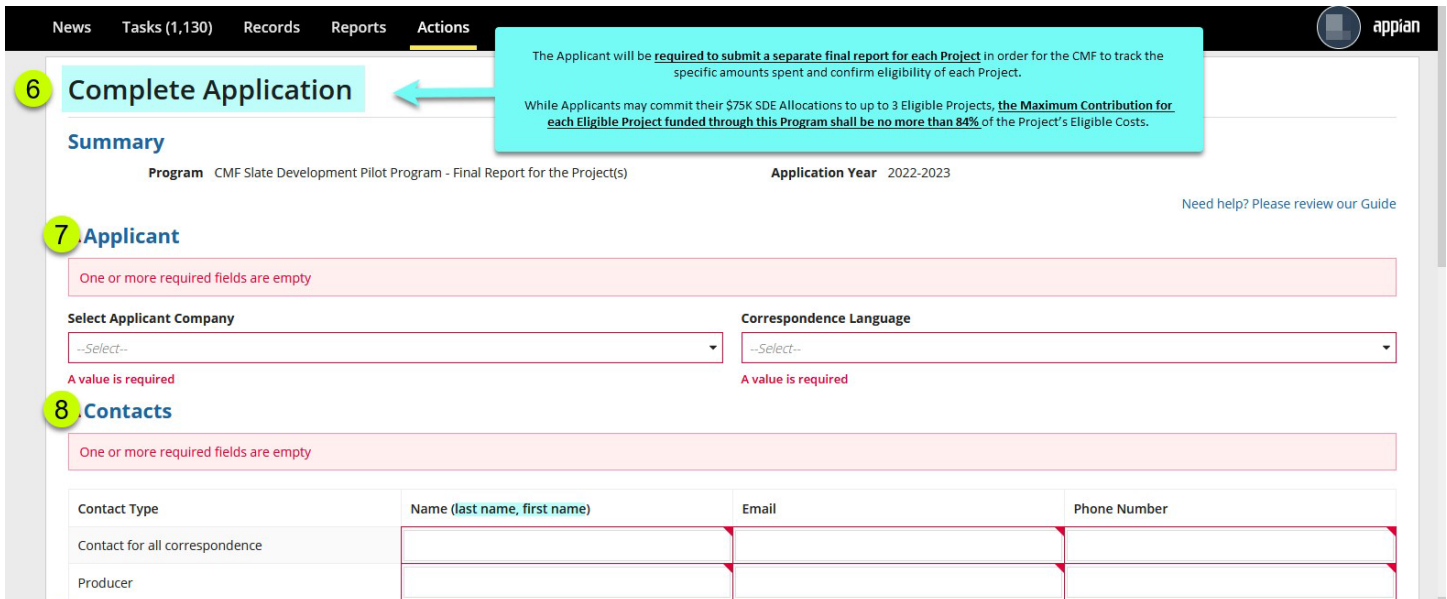 News Tasks (1,130) Records Reports Actions appian
The Applicant will be required to submit a separate final report for each Project in order for the CMF to track the
specific amounts spent and confirm eligibility of each Project.
While Applicants may commit their $75K SDE Allocations to up to 3 Eligible Projects, the Maximum Contribution for
each Eligible Project funded through this Program shall be no more than 84% of the Project's Eligible Costs.
6 Complete Application
Summary
Program CMF Slate Development Pilot Program - Final Report for the Project(s) Application Year 2022-2023
Need help? Please review our Guide
7 Applicant
One or more required fields are empty
Select Applicant Company Correspondence Language
--Select-- --Select--
A value is required A value is required
8 Contacts
One or more required fields are empty
Contact Type Name (last name, first name) Email Phone Number
Contact for all correspondence
Producer